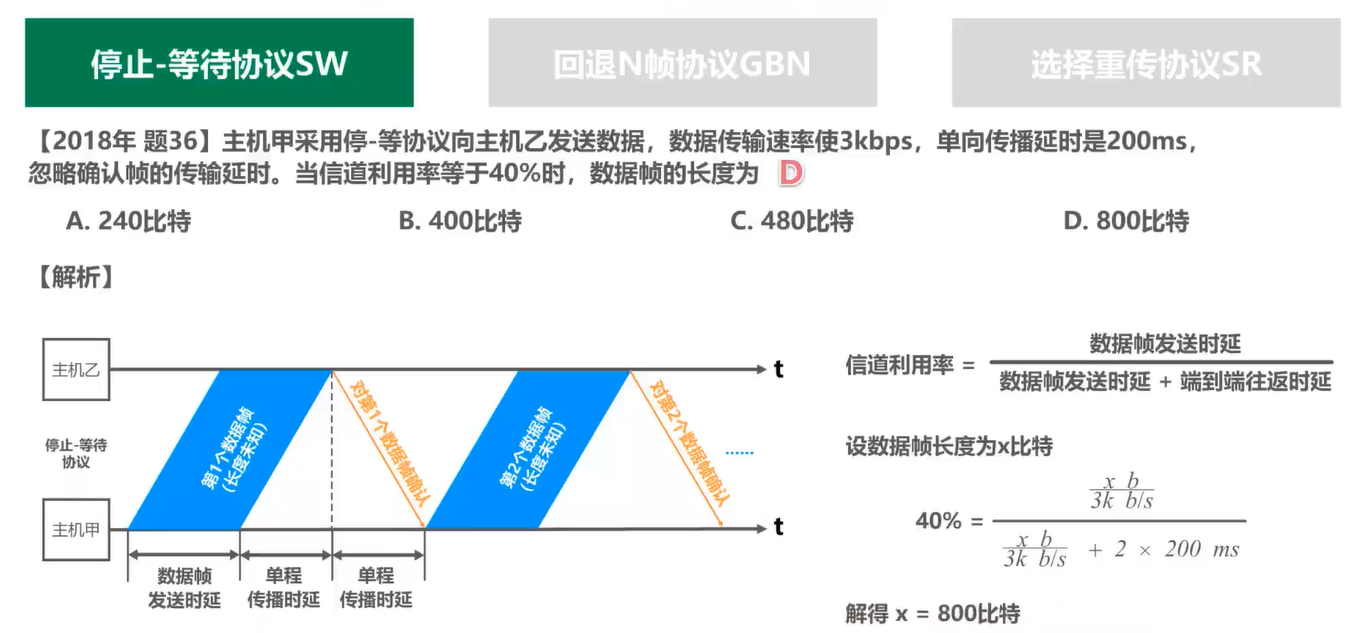 停止-等待协议SW
回退N帧协议GBN
选择重传协议SR
【2018年 题36】主机甲采用停-等协议向主机乙发送数据，数据传输速率使3kbps，单向传播延时是200ms，
忽略确认帧的传输延时。当信道利用率等于40%时，数据帧的长度为 D
A. 240比特
B. 400比特
C. 480比特
D. 800比特
【解析】
主机乙
t
第1个数据帧
（长度未知）
对第1个数据帧确认
第2个数据帧
（长度未知）
对第2个数据帧确认
······
停止-等待
协议
主机甲
t
数据帧
发送时延
单程
传播时延
单程
传播时延
信道利用率 =
数据帧发送时延
数据帧发送时延 + 端到端往返时延
设数据帧长度为x比特
40% =
x b
3k b/s
x b
3k b/s
+ 2 × 200 ms
解得 x = 800比特